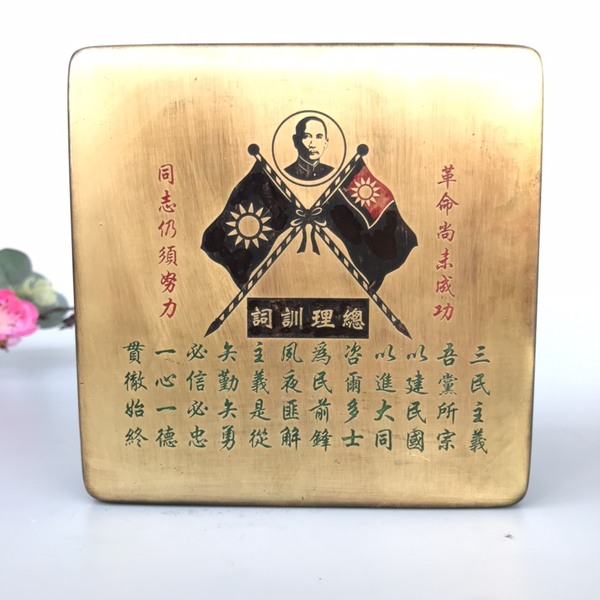 革命尚未成功
同志仍須努力
總理訓詞
三民主義
吾黨所宗
以建民國
以進大同
咨爾多士
為民前鋒
夙夜匪解
主義是從
矢勤矢勇
必信必忠
一心一德
貫徹始終